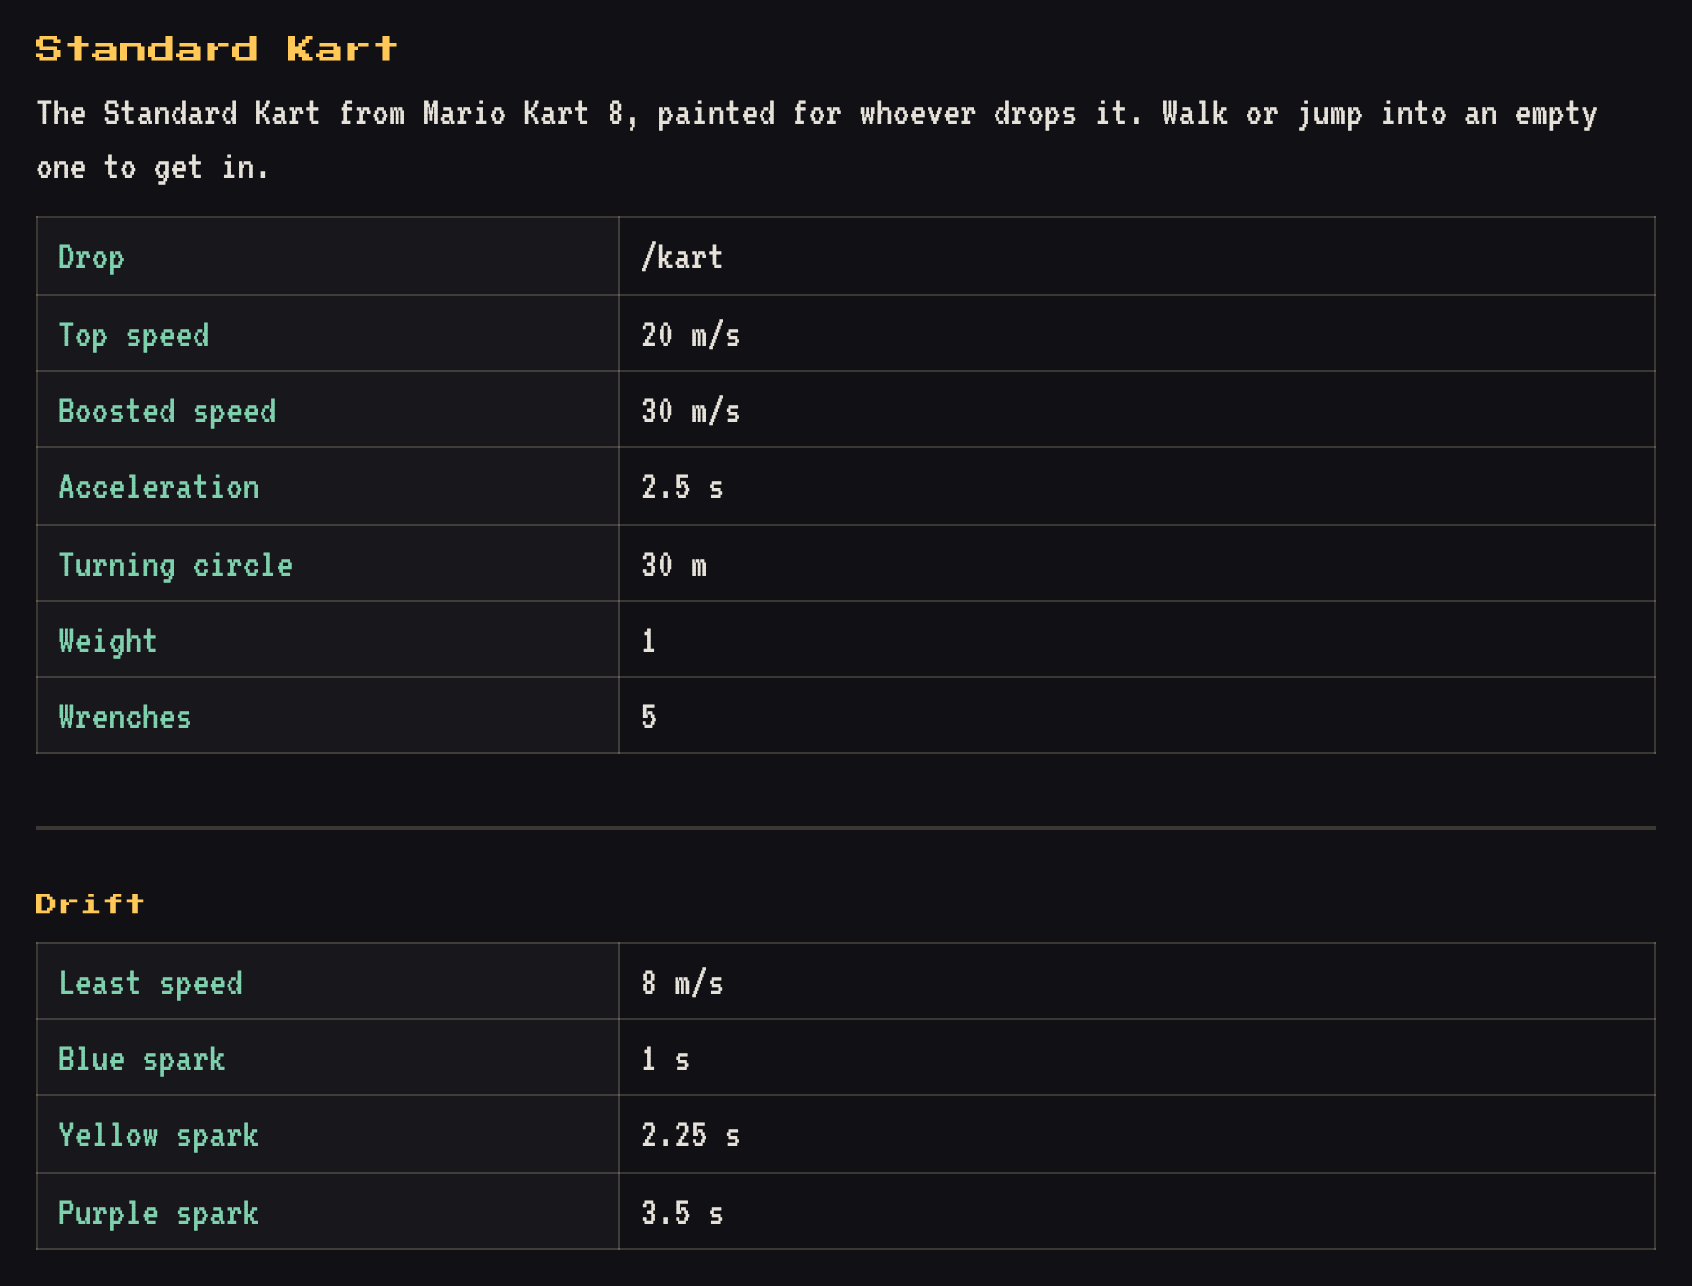 Standard Kart
The Standard Kart from Mario Kart 8, painted for whoever drops it. Walk or jump into an empty
one to get in.
Drop /kart
Top speed 20 m/s
Boosted speed 30 m/s
Acceleration 2.5 s
Turning circle 30 m
Weight 1
Wrenches 5
Drift
Least speed 8 m/s
Blue spark 1 s
Yellow spark 2.25 s
Purple spark 3.5 s